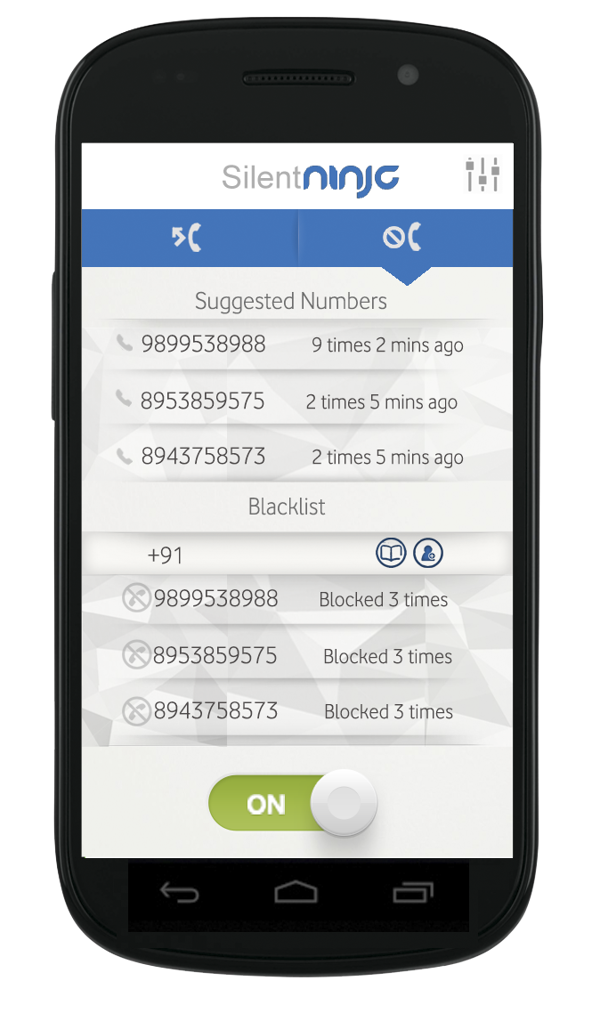 Silentninja
Suggested Numbers
9899538988 9 times 2 mins ago
8953859575 2 times 5 mins ago
8943758573 2 times 5 mins ago
Blacklist
+91
9899538988 Blocked 3 times
8953859575 Blocked 3 times
8943758573 Blocked 3 times
ON